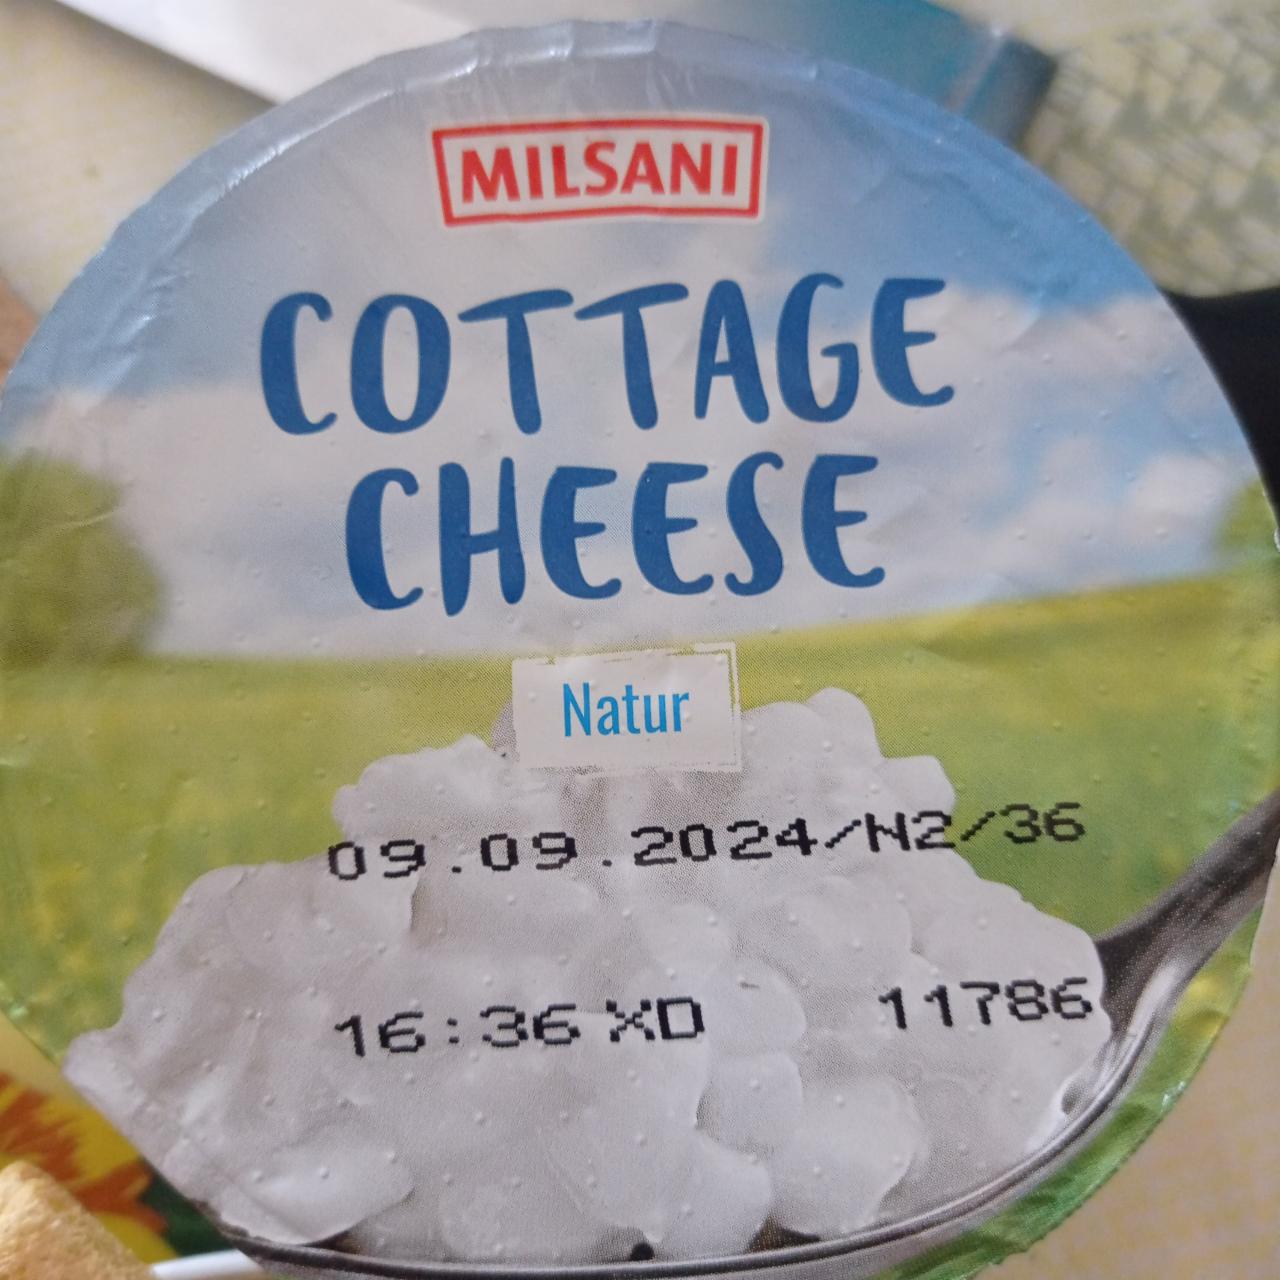 MILSANI
COTTAGE
CHEESE
Natur
09.09.2024/N2/36
16:36 XD 11786